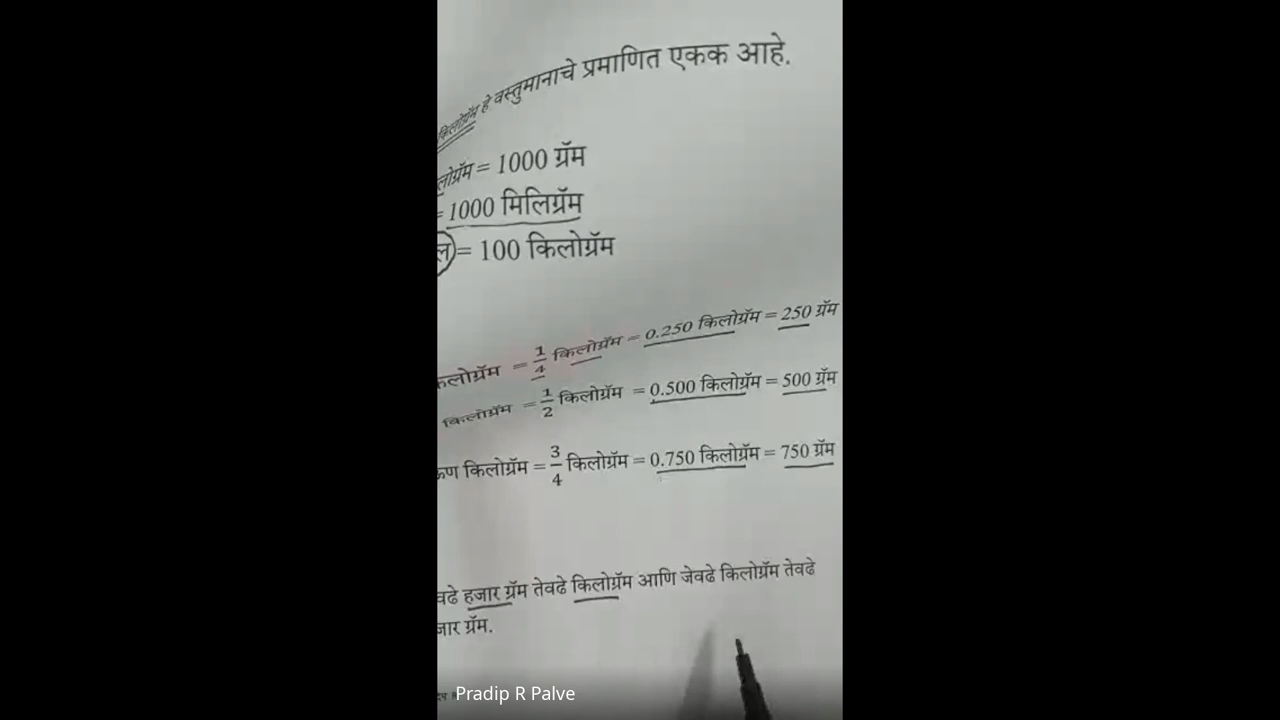 किलोग्रॅम हे वस्तुमानाचे प्रमाणित एकक आहे.
लोग्रॅम = 1000 ग्रॅम
= 1000 मिलिग्रॅम
ल = 100 किलोग्रॅम
किलोग्रॅम = 1/4 किलोग्रॅम = 0.250 किलोग्रॅम = 250 ग्रॅम
किलोग्रॅम = 1/2 किलोग्रॅम = 0.500 किलोग्रॅम = 500 ग्रॅम
किलोग्रॅम = 3/4 किलोग्रॅम = 0.750 किलोग्रॅम = 750 ग्रॅम
वढे हजार ग्रॅम तेवढे किलोग्रॅम आणि जेवढे किलोग्रॅम तेवढे
जार ग्रॅम.
Pradip R Palve